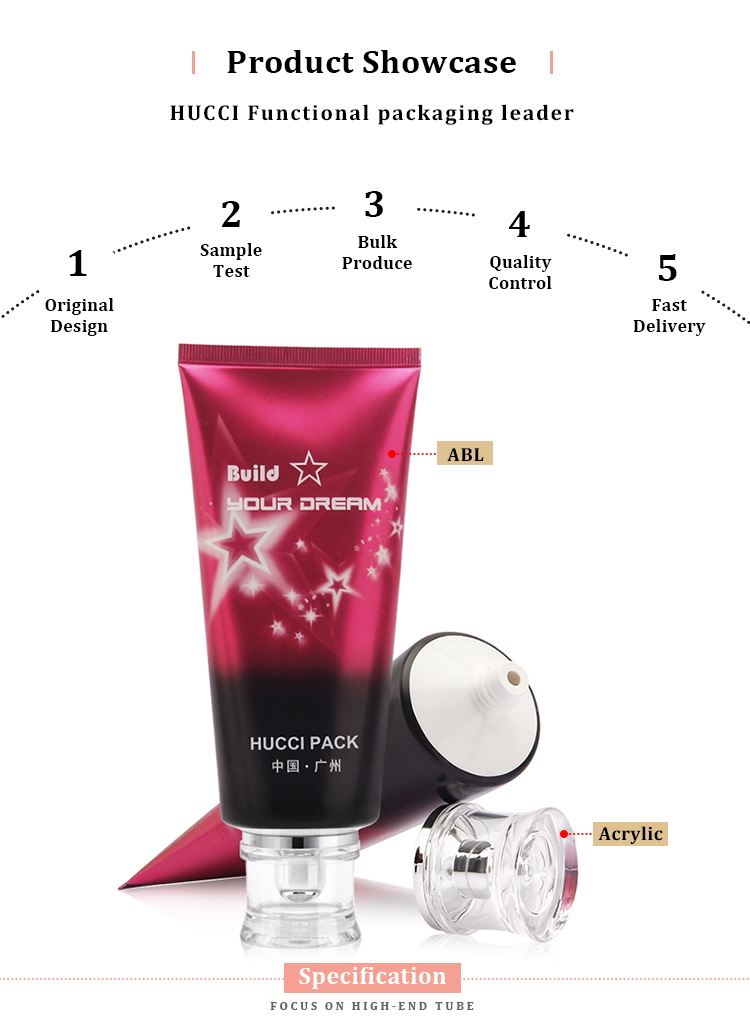 Product Showcase
HUCCI Functional packaging leader
1
Original
Design
2
Sample
Test
3
Bulk
Produce
4
Quality
Control
5
Fast
Delivery
ABL
Build
YOUR DREAM
HUCCI PACK
中国·广州
Acrylic
Specification
FOCUS ON HIGH-END TUBE